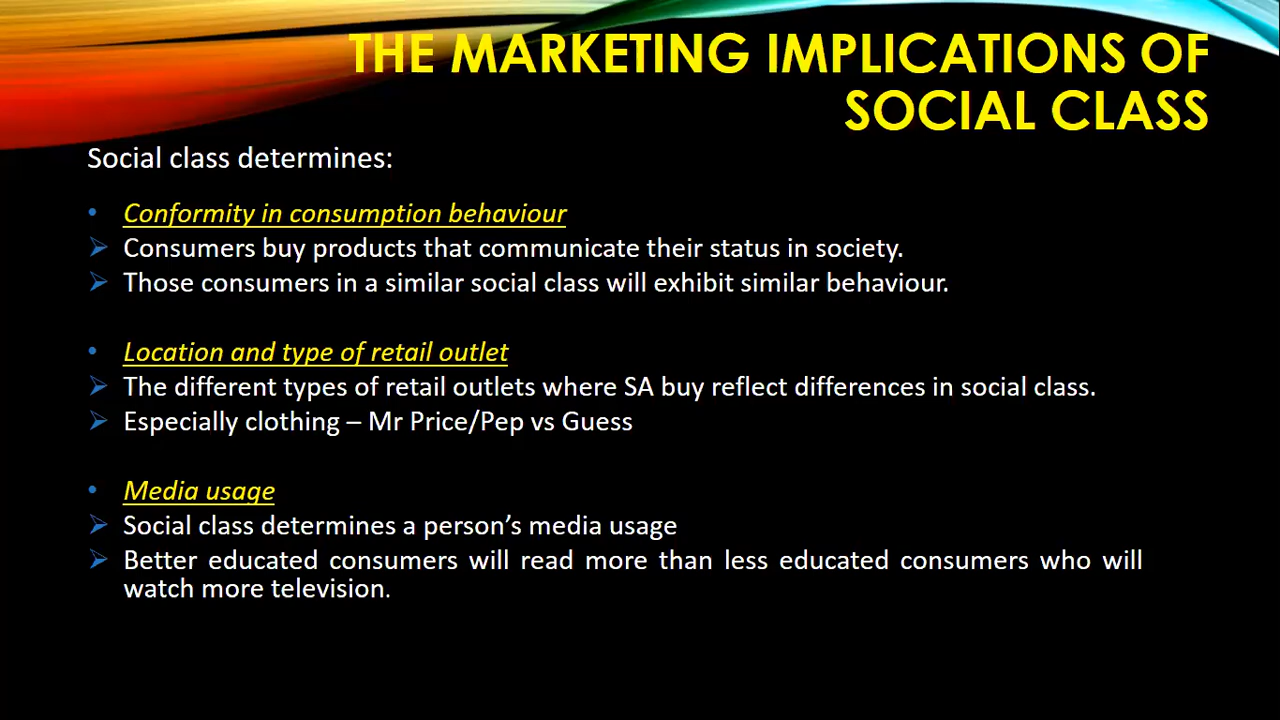 THE MARKETING IMPLICATIONS OF
SOCIAL CLASS
Social class determines:
• Conformity in consumption behaviour
➢ Consumers buy products that communicate their status in society.
➢ Those consumers in a similar social class will exhibit similar behaviour.
• Location and type of retail outlet
➢ The different types of retail outlets where SA buy reflect differences in social class.
➢ Especially clothing – Mr Price/Pep vs Guess
• Media usage
➢ Social class determines a person’s media usage
➢ Better educated consumers will read more than less educated consumers who will
watch more television.